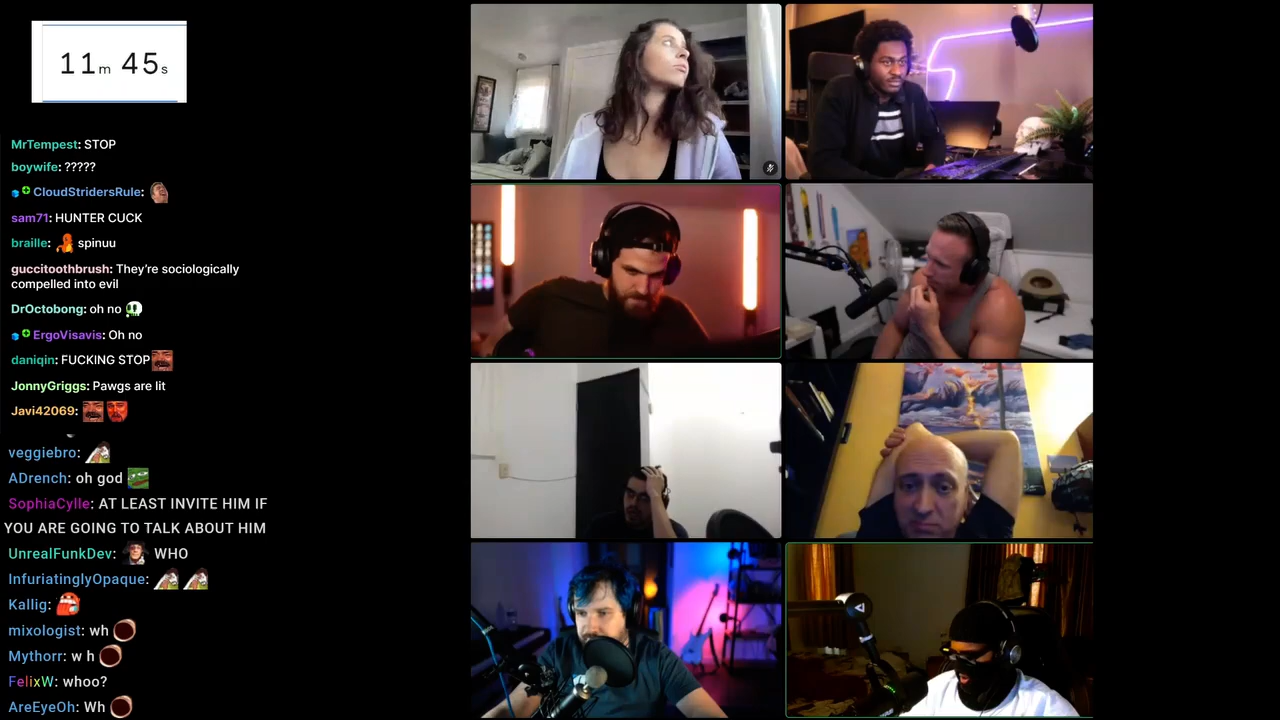 11m 45s
MrTempest: STOP
boywife: ?????
CloudStridersRule:
sam71: HUNTER CUCK
braille: spinuu
guccitoothbrush: They're sociologically
compelled into evil
DrOctobong: oh no
ErgoVisavis: Oh no
daniqin: FUCKING STOP
JonnyGriggs: Pawgs are lit
Javi42069:
veggiebro:
ADrench: oh god
SophiaCylle: AT LEAST INVITE HIM IF
YOU ARE GOING TO TALK ABOUT HIM
UnrealFunkDev: WHO
InfuriatinglyOpaque:
Kallig:
mixologist: wh
Mythorr: w h
FelixW: whoo?
AreEyeOh: Wh